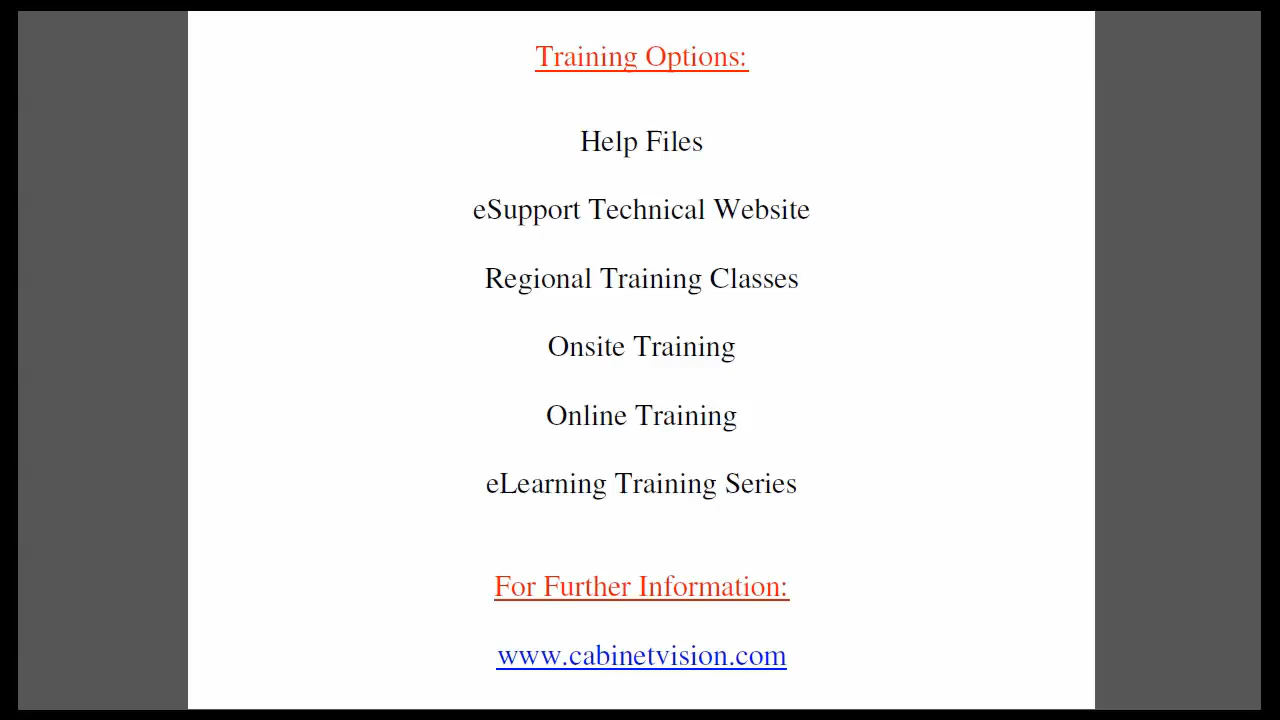 Training Options:
Help Files
eSupport Technical Website
Regional Training Classes
Onsite Training
Online Training
eLearning Training Series
For Further Information:
www.cabinetvision.com